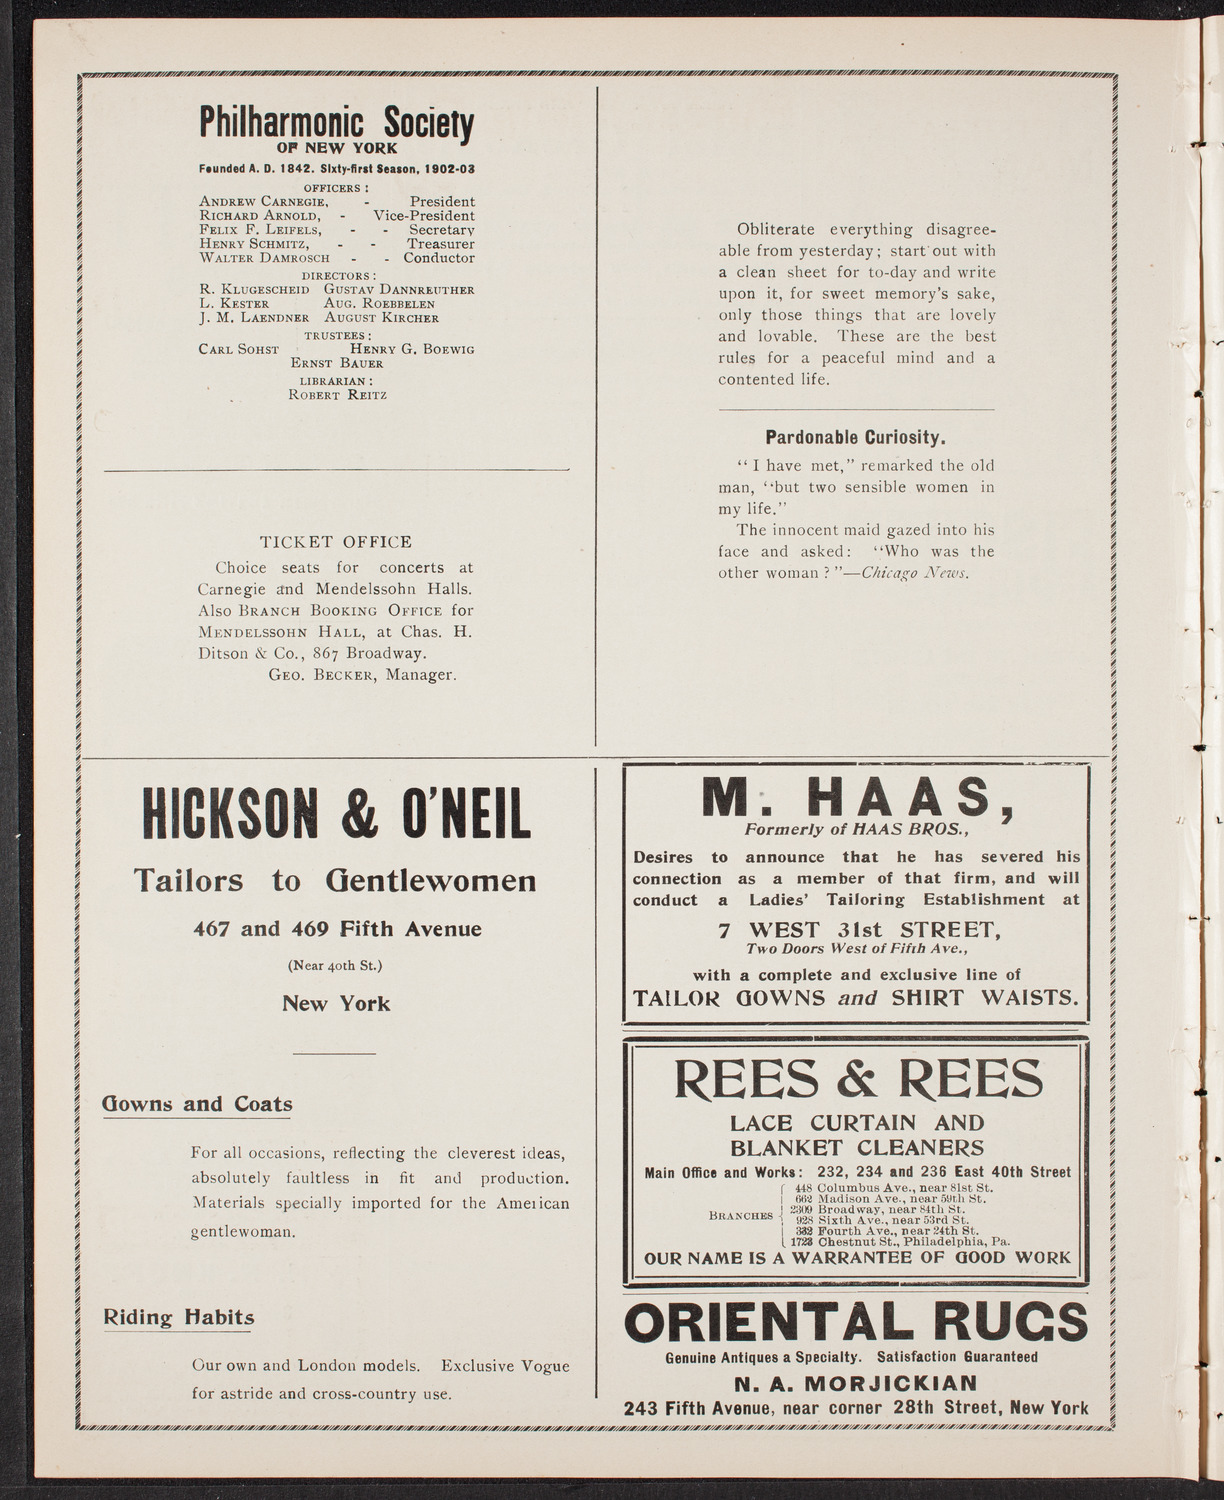 Philharmonic Society
OF NEW YORK
Founded A. D. 1842. Sixty-first Season, 1902-03
OFFICERS :
ANDREW CARNEGIE, - President
RICHARD ARNOLD, - Vice-President
FELIX F. LEIFELS, - - Secretary
HENRY SCHMITZ, - - Treasurer
WALTER DAMROSCH - - Conductor
DIRECTORS :
R. KLUGESCHEID GUSTAV DANNREUTHER
L. KESTER AUG. ROEBBELEN
J. M. LAENDNER AUGUST KIRCHER
TRUSTEES :
CARL SOHST HENRY G. BOEWIG
ERNST BAUER
LIBRARIAN :
ROBERT REITZ
TICKET OFFICE
Choice seats for concerts at
Carnegie and Mendelssohn Halls.
Also BRANCH BOOKING OFFICE for
MENDELSSOHN HALL, at Chas. H.
Ditson & Co., 867 Broadway.
GEO. BECKER, Manager.
Obliterate everything disagree-
able from yesterday; start out with
a clean sheet for to-day and write
upon it, for sweet memory's sake,
only those things that are lovely
and lovable. These are the best
rules for a peaceful mind and a
contented life.
Pardonable Curiosity.
"I have met," remarked the old
man, "but two sensible women in
my life."
The innocent maid gazed into his
face and asked: "Who was the
other woman?"—Chicago News.
HICKSON & O'NEIL
Tailors to Gentlewomen
467 and 469 Fifth Avenue
(Near 40th St.)
New York
Gowns and Coats
For all occasions, reflecting the cleverest ideas,
absolutely faultless in fit and production.
Materials specially imported for the American
gentlewoman.
Riding Habits
Our own and London models. Exclusive Vogue
for astride and cross-country use.
M. HAAS,
Formerly of HAAS BROS.,
Desires to announce that he has severed his
connection as a member of that firm, and will
conduct a Ladies' Tailoring Establishment at
7 WEST 31st STREET,
Two Doors West of Fifth Ave.,
with a complete and exclusive line of
TAILOR GOWNS and SHIRT WAISTS.
REES & REES
LACE CURTAIN AND
BLANKET CLEANERS
Main Office and Works: 232, 234 and 236 East 40th Street
BRANCHES
448 Columbus Ave., near 81st St.
662 Madison Ave., near 59th St.
2309 Broadway, near 84th St.
928 Sixth Ave., near 53rd St.
332 Fourth Ave., near 24th St.
1723 Chestnut St., Philadelphia, Pa.
OUR NAME IS A WARRANTEE OF GOOD WORK
ORIENTAL RUGS
Genuine Antiques a Specialty. Satisfaction Guaranteed
N. A. MORJICKIAN
243 Fifth Avenue, near corner 28th Street, New York